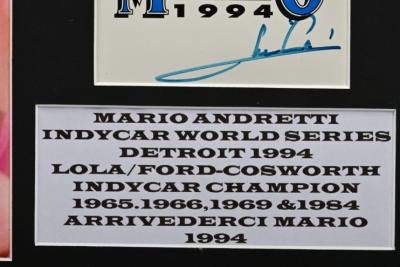 1994
MARIO ANDRETTI
INDYCAR WORLD SERIES
DETROIT 1994
LOLA/FORD-COSWORTH
INDYCAR CHAMPION
1965.1966,1969 &1984
ARRIVEDERCI MARIO
1994